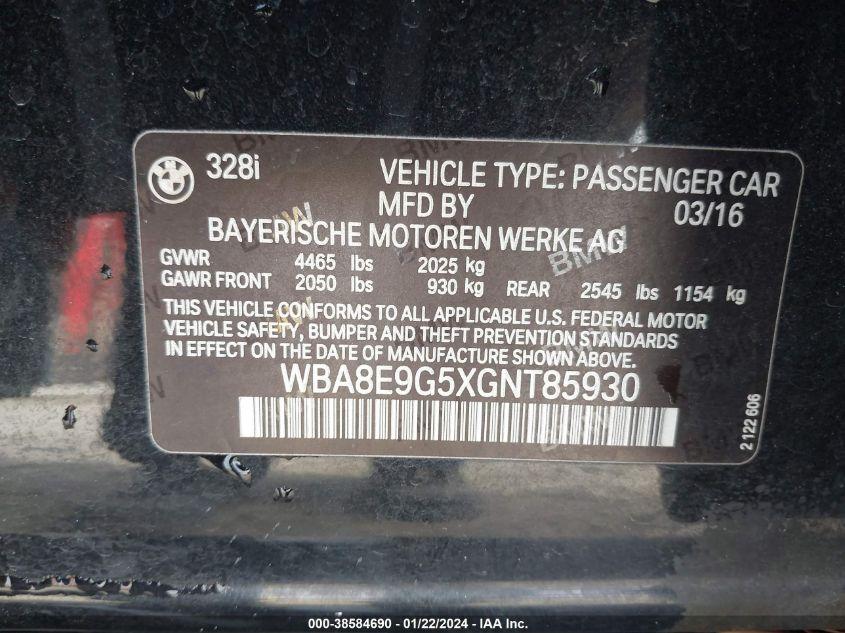 328i VEHICLE TYPE: PASSENGER CAR
MFD BY 03/16
BAYERISCHE MOTOREN WERKE AG
GVWR 4465 lbs 2025 kg
GAWR FRONT 2050 lbs 930 kg REAR 2545 lbs 1154 kg
THIS VEHICLE CONFORMS TO ALL APPLICABLE U.S. FEDERAL MOTOR
VEHICLE SAFETY, BUMPER AND THEFT PREVENTION STANDARDS
IN EFFECT ON THE DATE OF MANUFACTURE SHOWN ABOVE.
WBA8E9G5XGNT85930
2 122 606
000-38584690 - 01/22/2024 - IAA Inc.